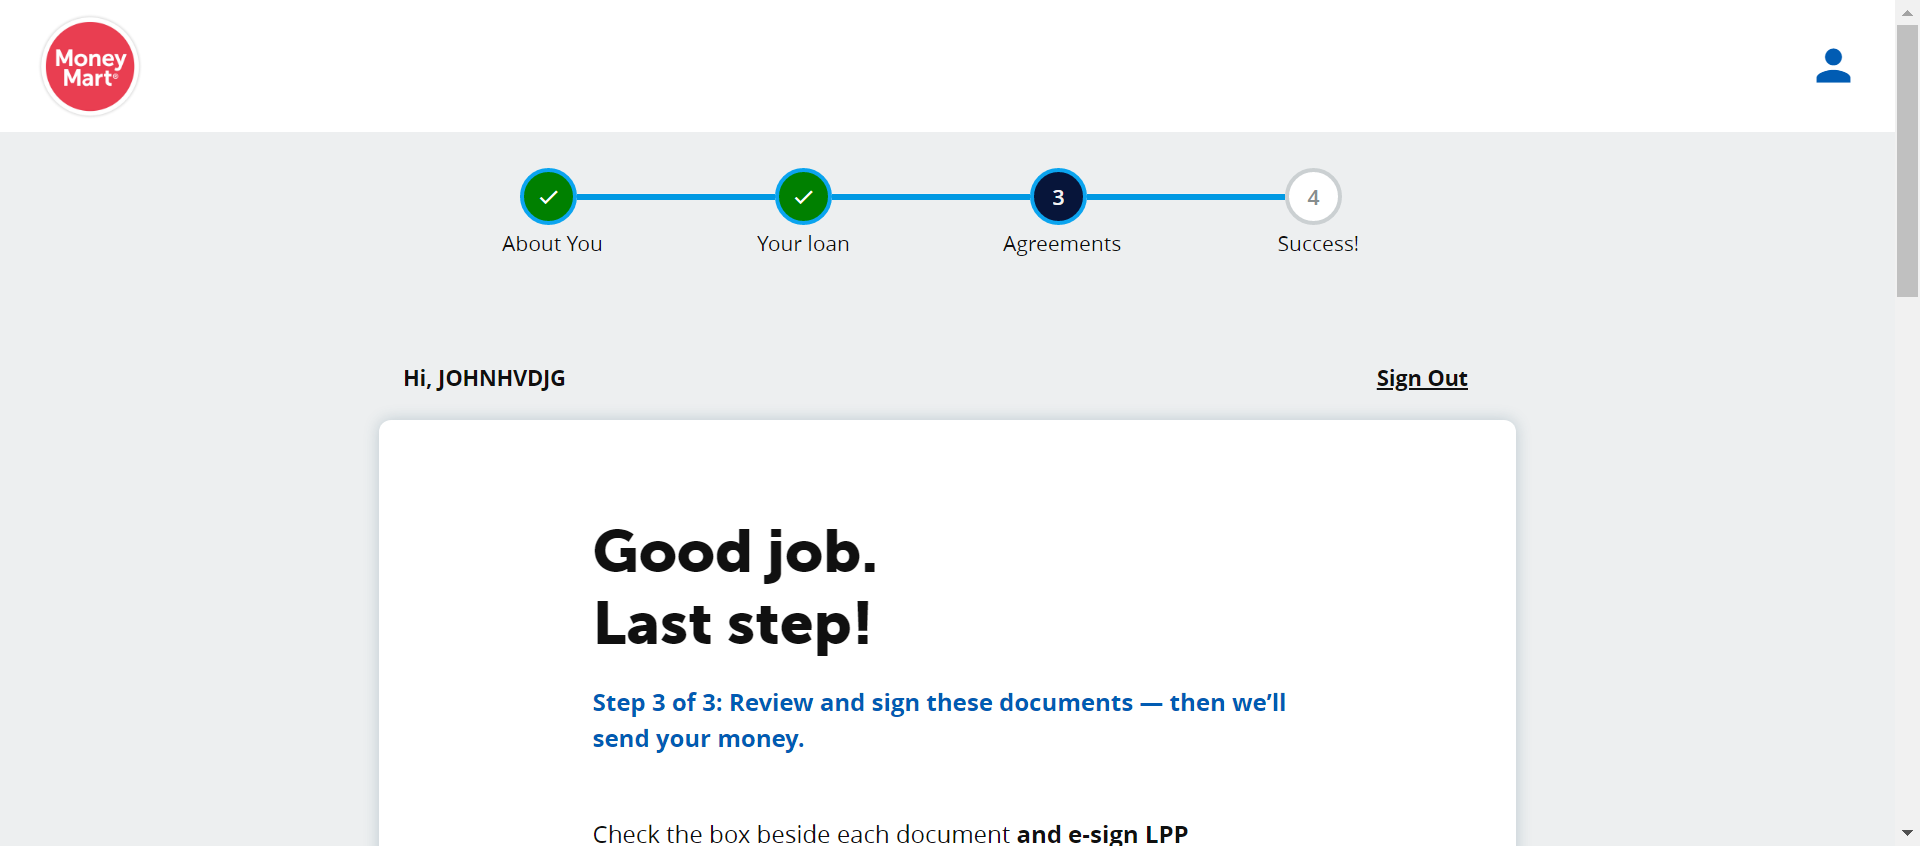 Money
Mart®
3
4
About You
Your loan
Agreements
Success!
Hi, JOHNHVDJG
Sign Out
Good job.
Last step!
Step 3 of 3: Review and sign these documents — then we’ll
send your money.
Check the box beside each document and e-sign LPP